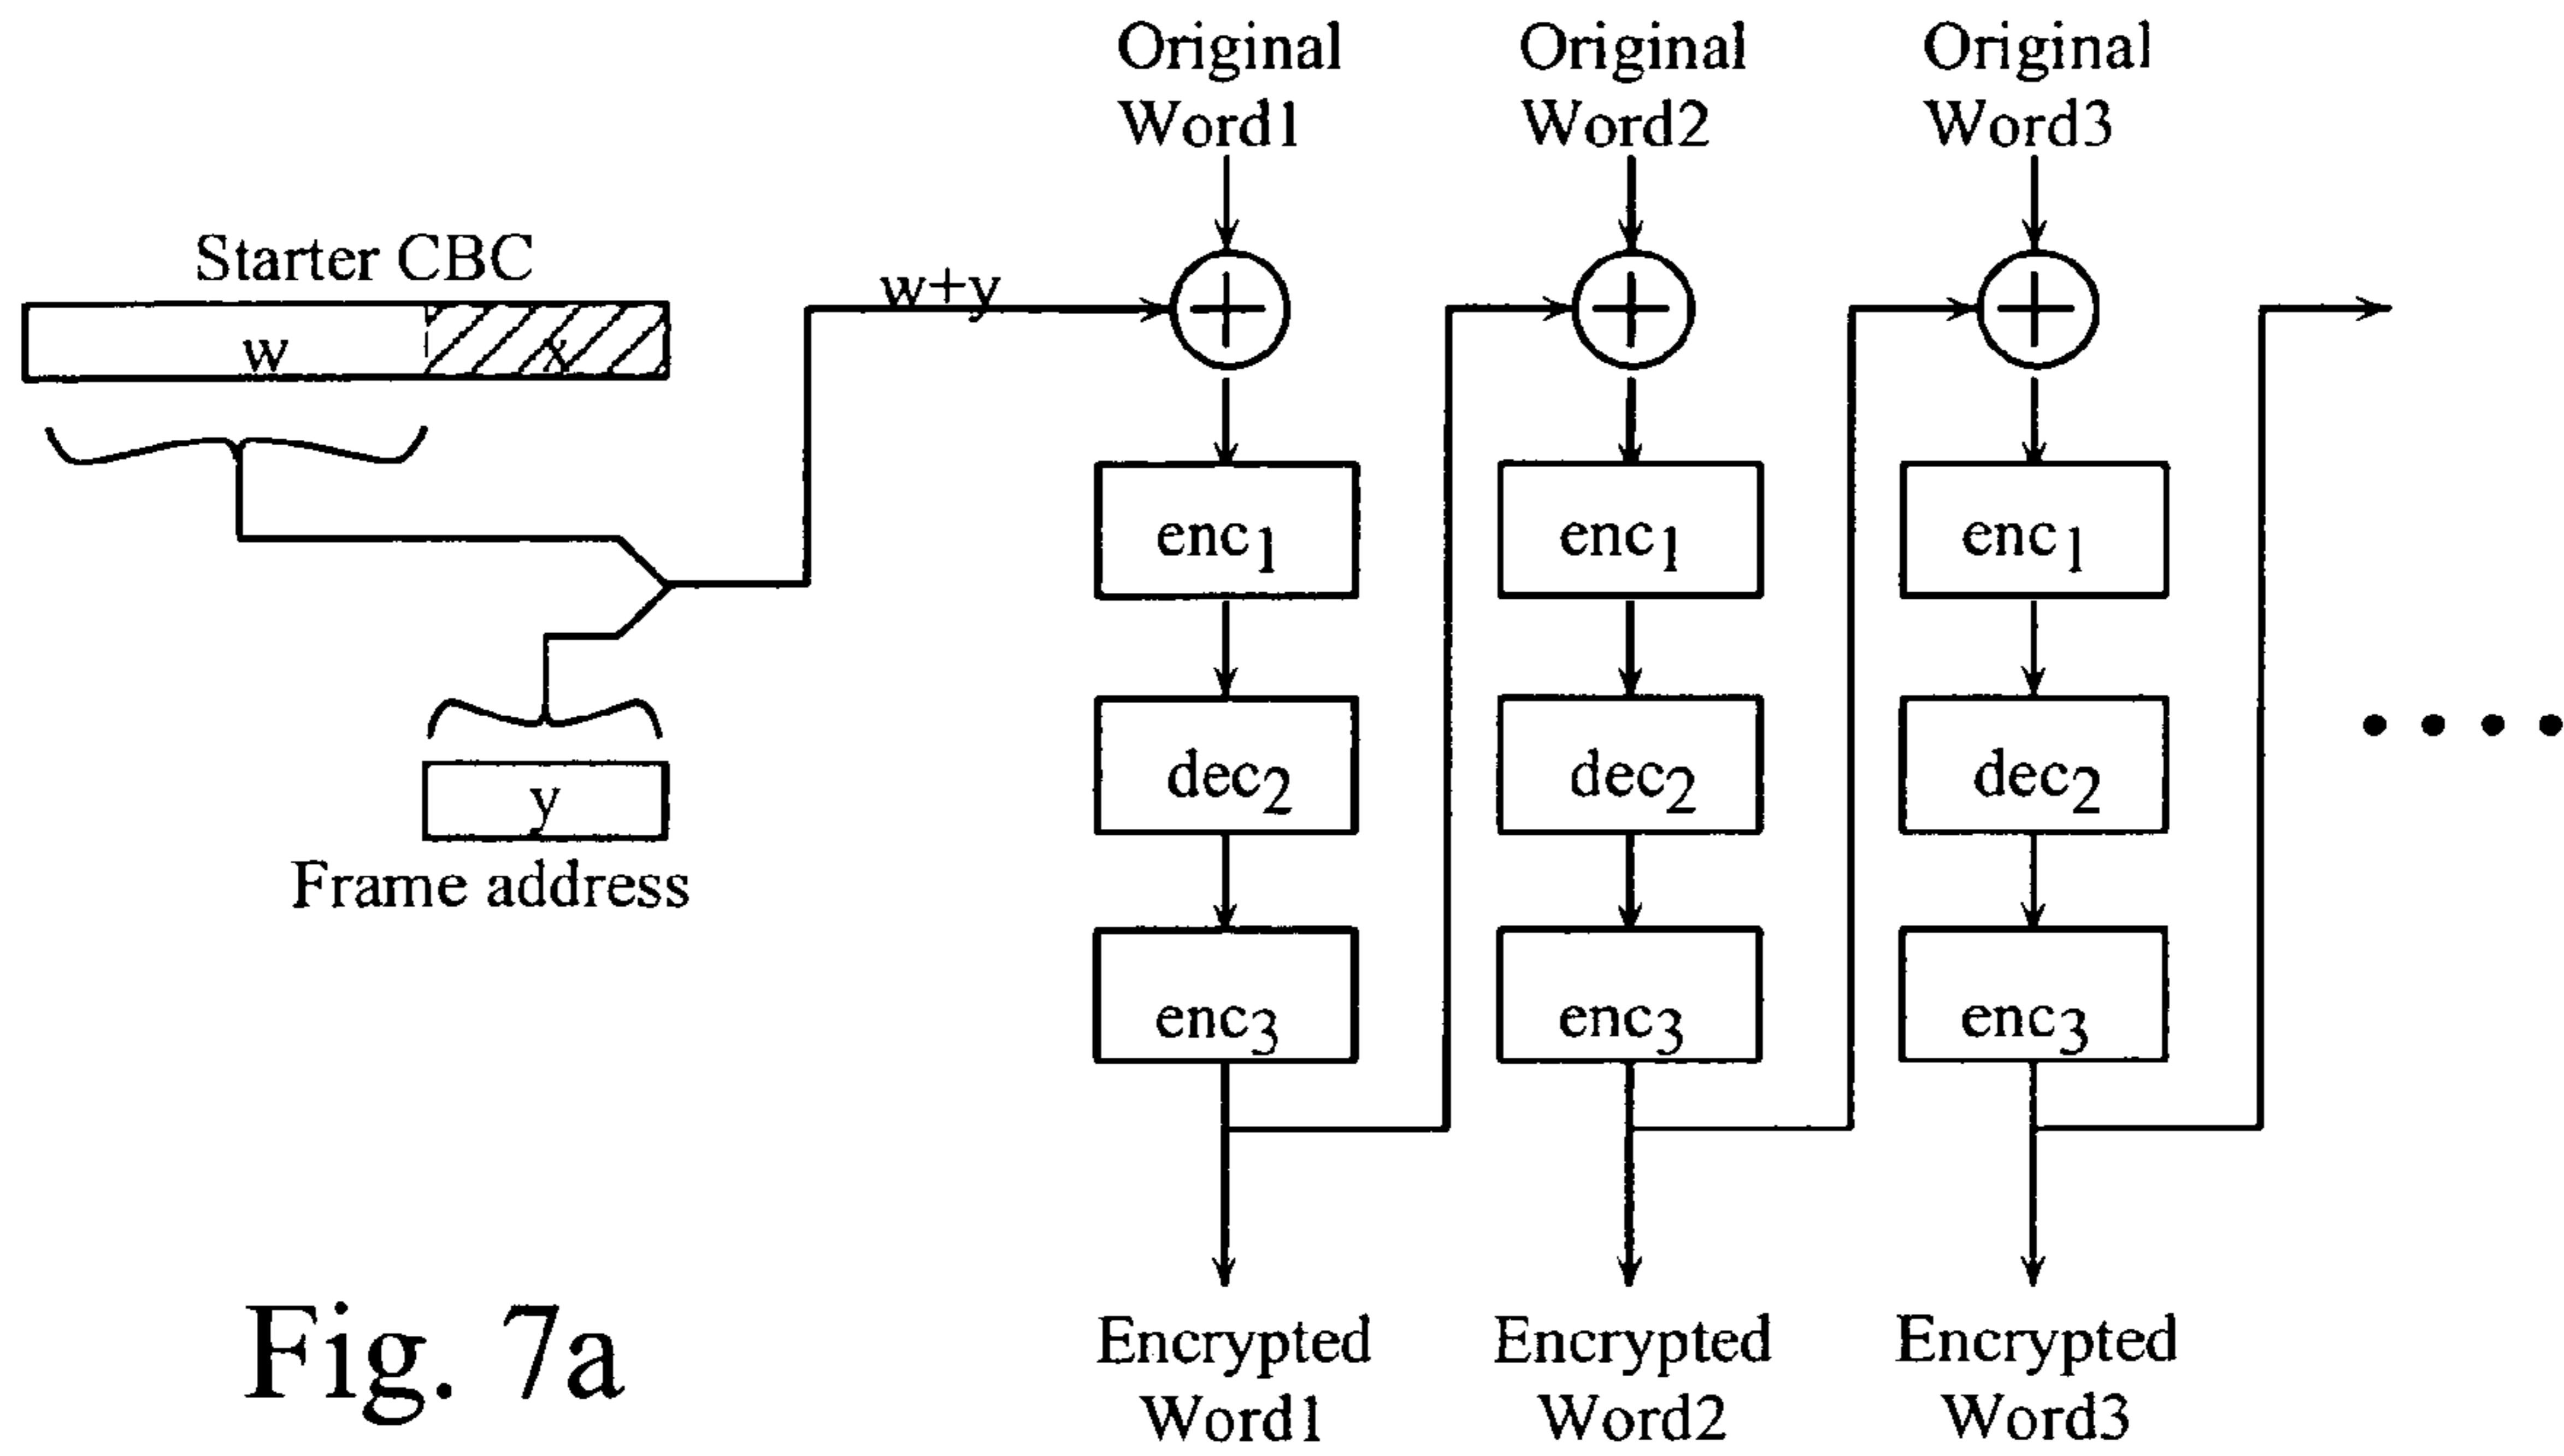 Original Word1
Original Word2
Original Word3
Starter CBC
w
x
w+y
y
Frame address
enc1
dec2
enc3
enc1
dec2
enc3
enc1
dec2
enc3
Encrypted Word1
Encrypted Word2
Encrypted Word3
Fig. 7a